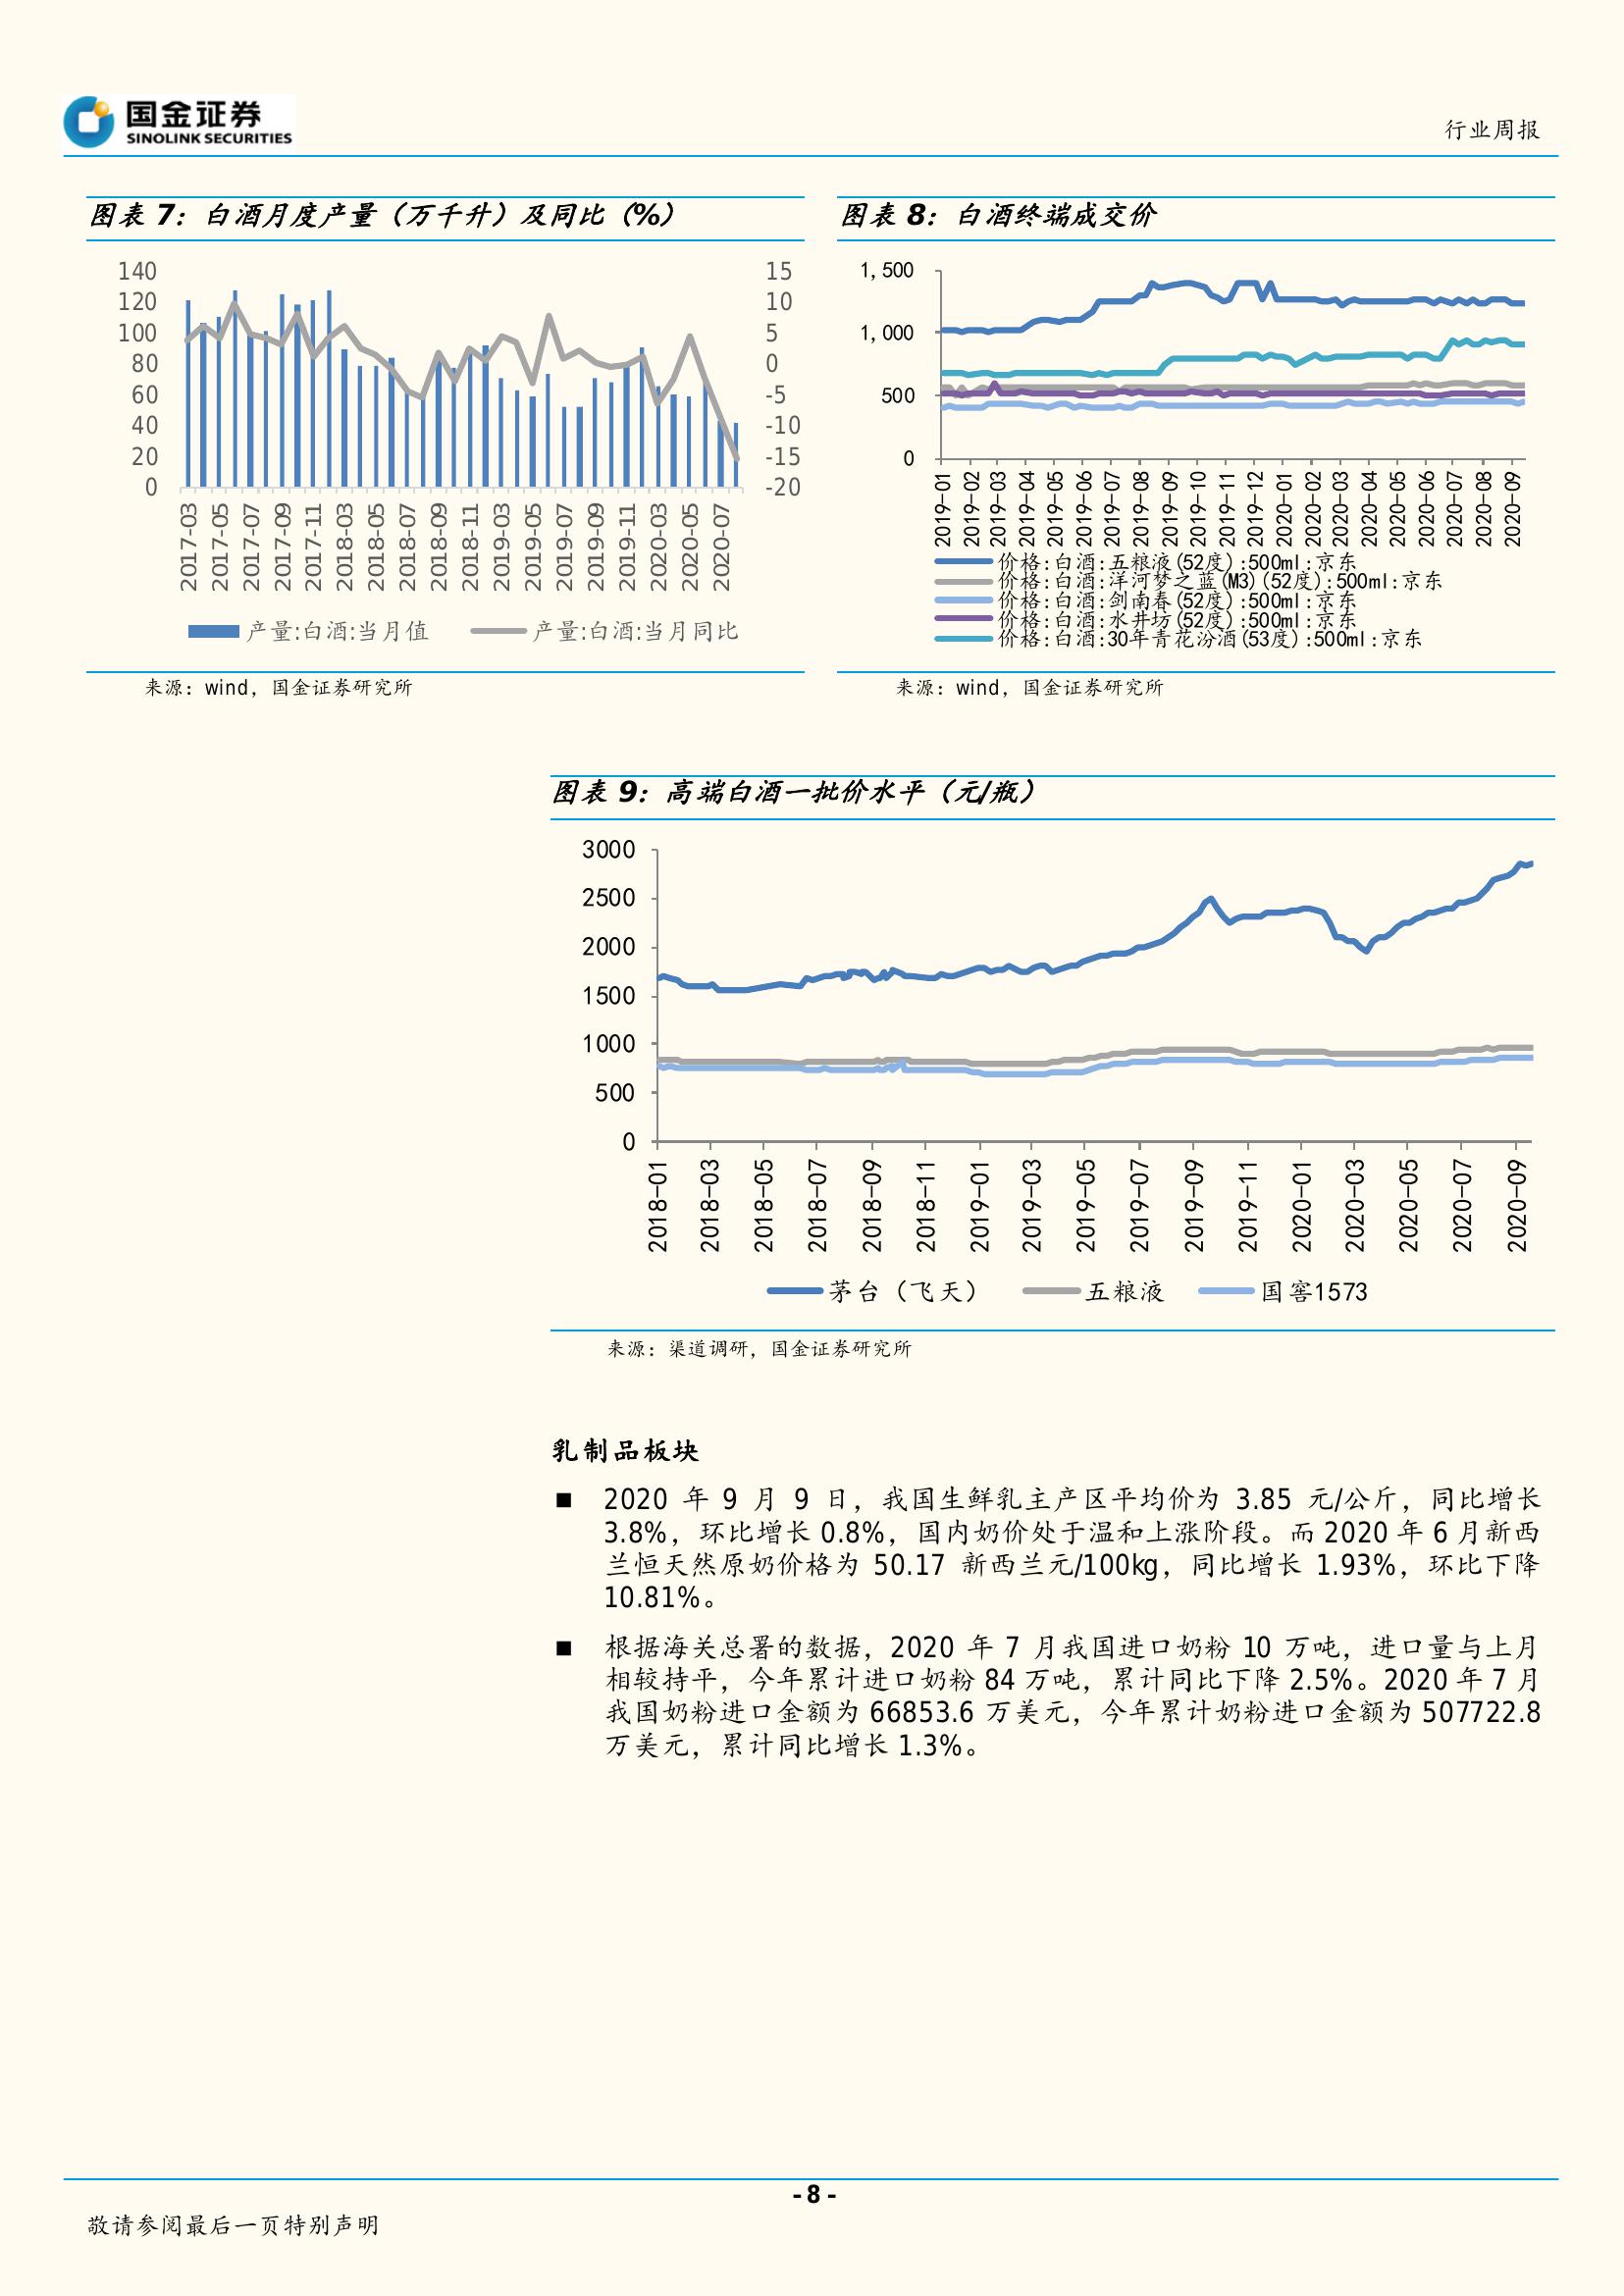 国金证券
SINOLINK SECURITIES
行业周报
图表 7：白酒月度产量（万千升）及同比（%）
140
120
100
80
60
40
20
0
15
10
5
0
-5
-10
-15
-20
2017-03
2017-05
2017-07
2017-09
2017-11
2018-03
2018-05
2018-07
2018-09
2018-11
2019-03
2019-05
2019-07
2019-09
2019-11
2020-03
2020-05
2020-07
产量:白酒:当月值
产量:白酒:当月同比
来源：wind，国金证券研究所
图表 8：白酒终端成交价
1,500
1,000
500
0
2019-01
2019-02
2019-03
2019-04
2019-05
2019-06
2019-07
2019-08
2019-09
2019-10
2019-11
2019-12
2020-01
2020-02
2020-03
2020-04
2020-05
2020-06
2020-07
2020-08
2020-09
价格:白酒:五粮液(52度):500ml:京东
价格:白酒:洋河梦之蓝(M3)(52度):500ml:京东
价格:白酒:剑南春(52度):500ml:京东
价格:白酒:水井坊(52度):500ml:京东
价格:白酒:30年青花汾酒(53度):500ml:京东
来源：wind，国金证券研究所
图表 9：高端白酒一批价水平（元/瓶）
3000
2500
2000
1500
1000
500
0
2018-01
2018-03
2018-05
2018-07
2018-09
2018-11
2019-01
2019-03
2019-05
2019-07
2019-09
2019-11
2020-01
2020-03
2020-05
2020-07
2020-09
茅台（飞天）
五粮液
国窖1573
来源：渠道调研，国金证券研究所
乳制品板块
■ 2020 年 9 月 9 日，我国生鲜乳主产区平均价为 3.85 元/公斤，同比增长
3.8%，环比增长 0.8%，国内奶价处于温和上涨阶段。而 2020 年 6 月新西
兰恒天然原奶价格为 50.17 新西兰元/100kg，同比增长 1.93%，环比下降
10.81%。
■ 根据海关总署的数据，2020 年 7 月我国进口奶粉 10 万吨，进口量与上月
相较持平，今年累计进口奶粉 84 万吨，累计同比下降 2.5%。2020 年 7 月
我国奶粉进口金额为 66853.6 万美元，今年累计奶粉进口金额为 507722.8
万美元，累计同比增长 1.3%。
- 8 -
敬请参阅最后一页特别声明